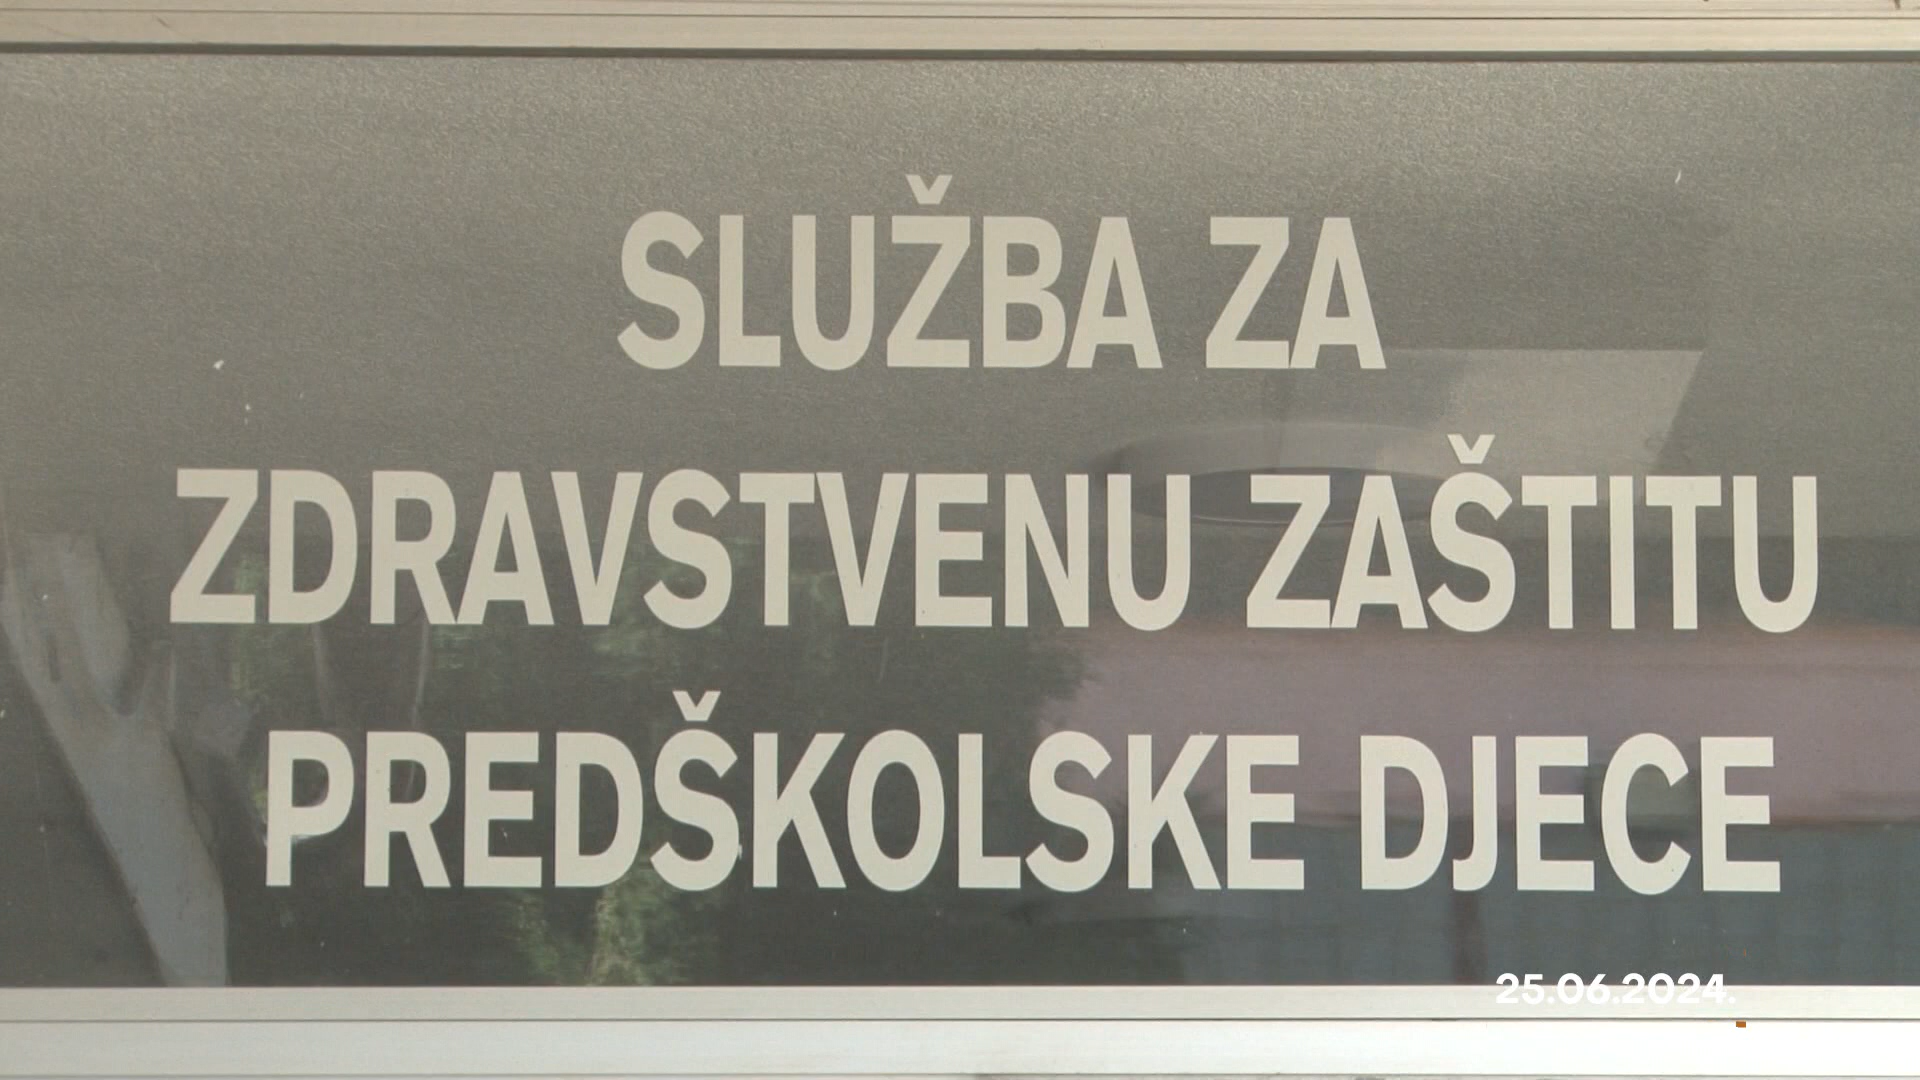 SLUŽBA ZA
ZDRAVSTVENU ZAŠTITU
PREDŠKOLSKE DJECE
25.06.2024.